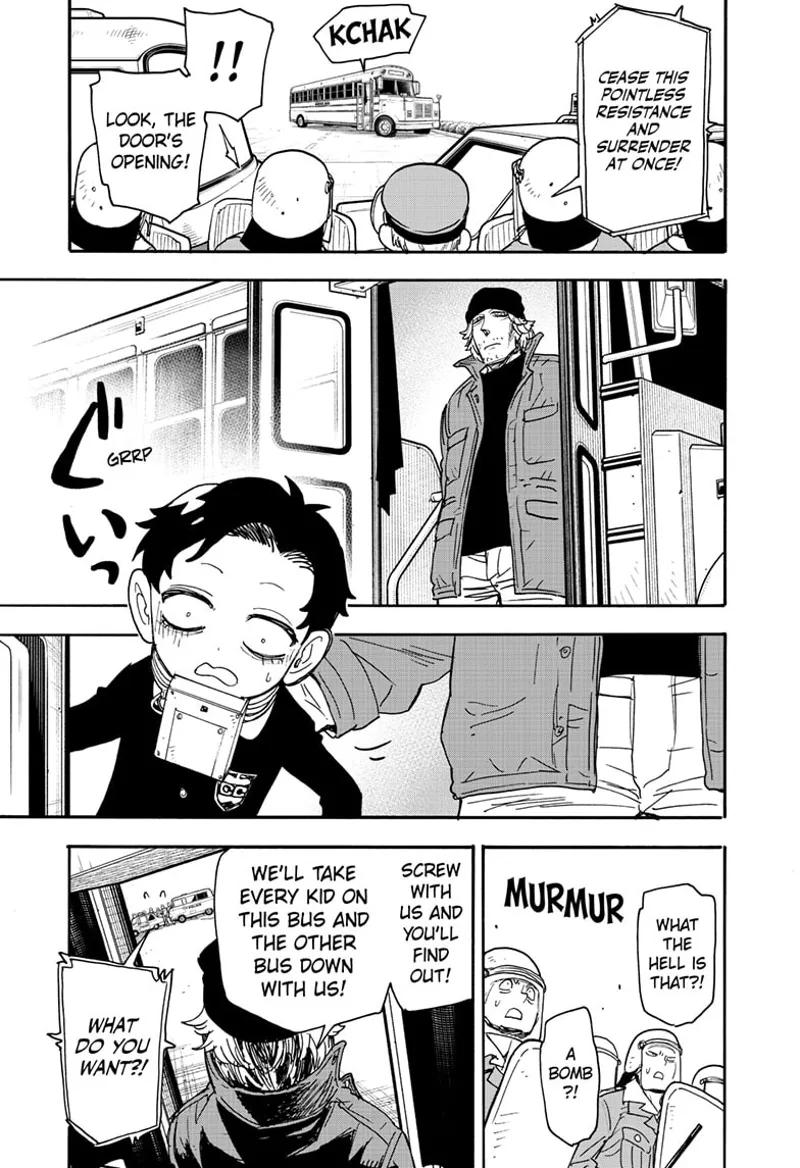 CEASE THIS
POINTLESS
RESISTANCE
AND
SURRENDER
AT ONCE!
KCHAK
!!
LOOK, THE
DOOR'S
OPENING!
ぐいっ
GRRP
MURMUR
WHAT
THE
HELL IS
THAT?!
A
BOMB
?!
SCREW
WITH
US AND
YOU'LL
FIND
OUT!
WE'LL TAKE
EVERY KID ON
THIS BUS AND
THE OTHER
BUS DOWN
WITH US!
WHAT
DO YOU
WANT?!